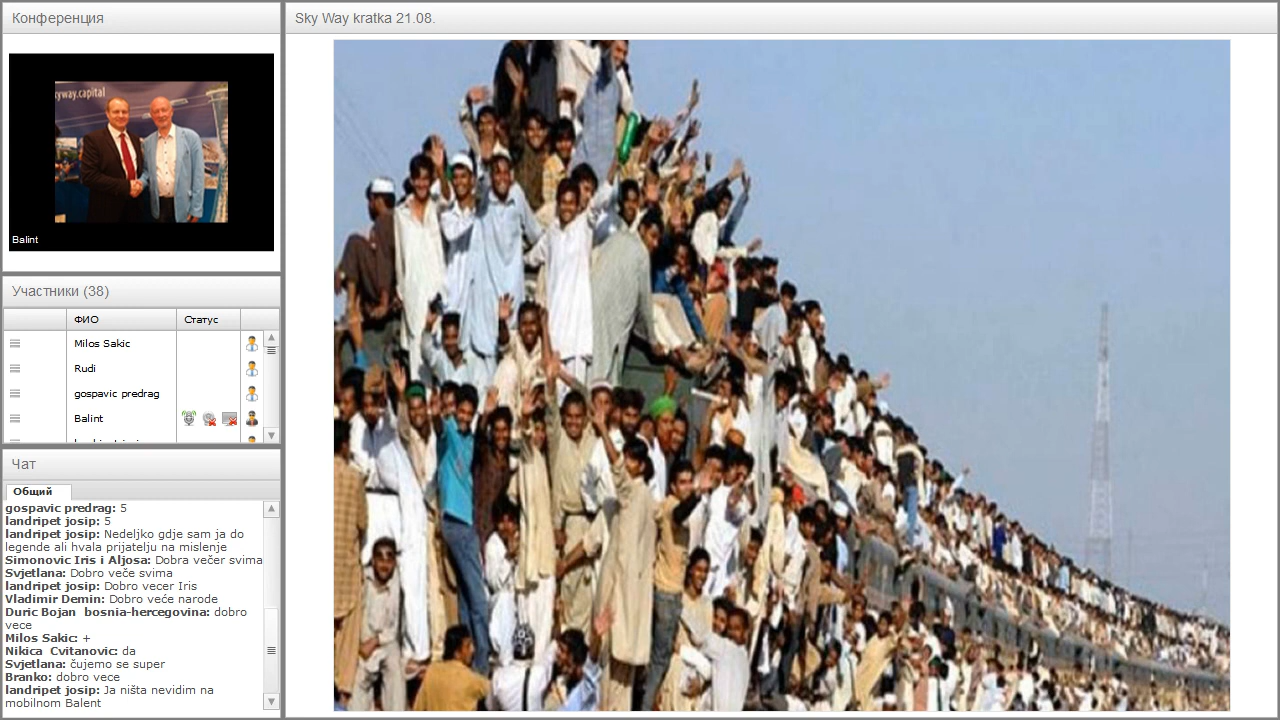 Конференция
kyway.capital
Balint
Участники (38)
ФИО Статус
Milos Sakic
Rudi
gospavic predrag
Balint
Чат
Общий
gospavic predrag: 5
landripet josip: 5
landripet josip: Nedeljko gdje sam ja do
legende ali hvala prijatelju na mislenje
Simonovic Iris i Aljosa: Dobra večer svima
Svjetlana: Dobro veče svima
landripet josip: Dobro vecer Iris
Vladimir Demin: Dobro veće narode
Duric Bojan bosnia-hercegovina: dobro
vece
Milos Sakic: +
Nikica Cvitanovic: da
Svjetlana: čujemo se super
Branko: dobro vece
landripet josip: Ja ništa nevidim na
mobilnom Balent
Sky Way kratka 21.08.